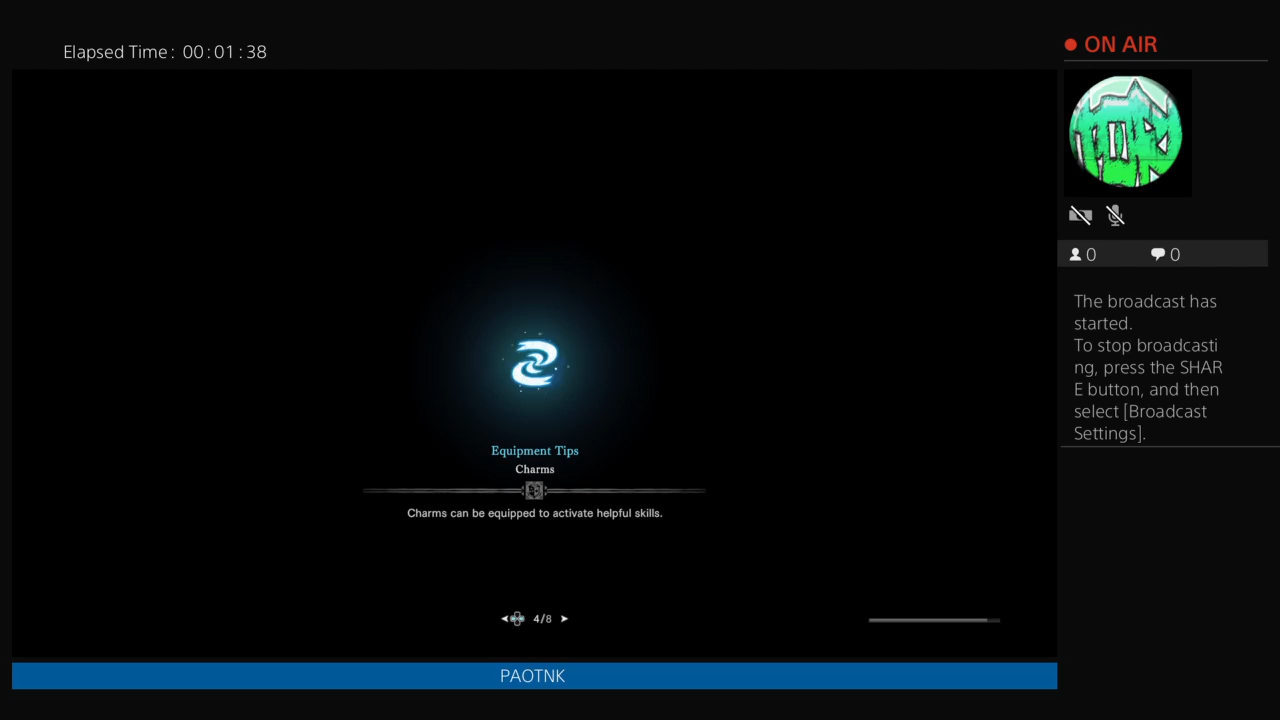 Elapsed Time: 00:01:38
ON AIR
0 0
The broadcast has
started.
To stop broadcasti
ng, press the SHAR
E button, and then
select [Broadcast
Settings].
Equipment Tips
Charms
Charms can be equipped to activate helpful skills.
4/8
PAOTNK